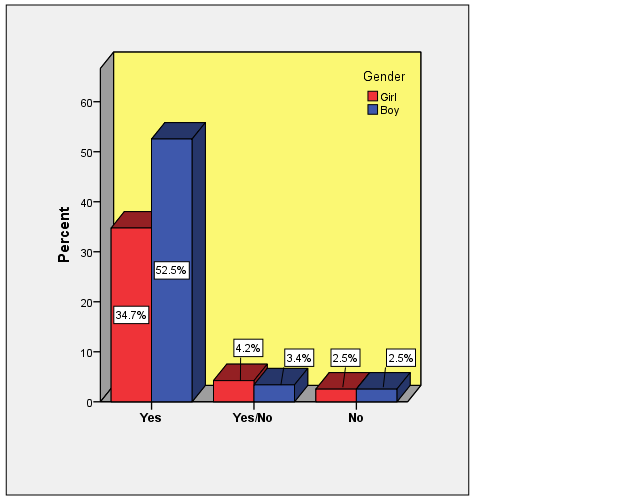 Gender
Girl
Boy
60
50
40
30
20
10
0
Percent
52.5%
34.7%
4.2%
3.4%
2.5%
2.5%
Yes
Yes/No
No